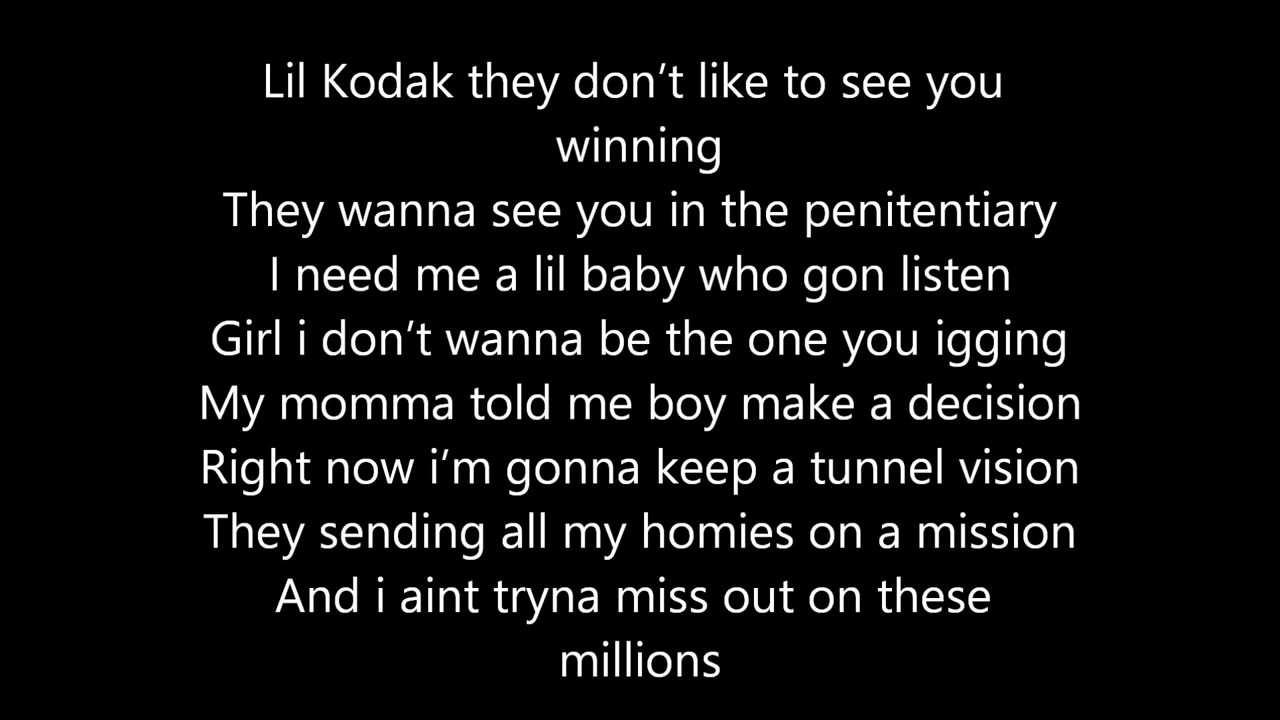 Lil Kodak they don’t like to see you
winning
They wanna see you in the penitentiary
I need me a lil baby who gon listen
Girl i don’t wanna be the one you igging
My momma told me boy make a decision
Right now i’m gonna keep a tunnel vision
They sending all my homies on a mission
And i aint tryna miss out on these
millions